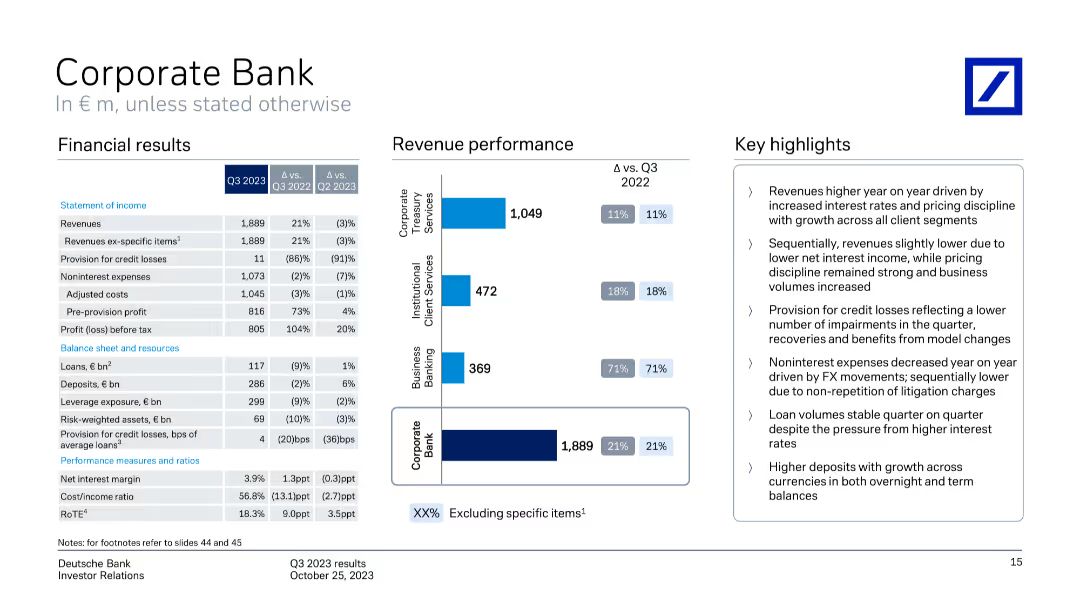 Corporate Bank
In € m, unless stated otherwise
Financial results
Q3 2023 Δ vs. Q3 2022 Δ vs. Q2 2023
Statement of income
Revenues 1,889 21% (3)%
Revenues ex-specific items1 1,889 21% (3)%
Provision for credit losses 11 (86)% (91)%
Noninterest expenses 1,073 (2)% (7)%
Adjusted costs 1,045 (3)% (1)%
Pre-provision profit 816 73% 4%
Profit (loss) before tax 805 104% 20%
Balance sheet and resources
Loans, € bn2 117 (9)% 1%
Deposits, € bn 286 (2)% 6%
Leverage exposure, € bn 299 (9)% (2)%
Risk-weighted assets, € bn 69 (10)% (3)%
Provision for credit losses, bps of
average loans3 4 (20)bps (36)bps
Performance measures and ratios
Net interest margin 3.9% 1.3ppt (0.3)ppt
Cost/income ratio 56.8% (13.1)ppt (2.7)ppt
RoTE4 18.3% 9.0ppt 3.5ppt
Revenue performance
Δ vs. Q3
2022
Corporate
Treasury
Services
1,049 11% 11%
Institutional
Client Services
472 18% 18%
Business
Banking
369 71% 71%
Corporate
Bank
1,889 21% 21%
XX% Excluding specific items1
Key highlights
〉 Revenues higher year on year driven by
increased interest rates and pricing discipline
with growth across all client segments
〉 Sequentially, revenues slightly lower due to
lower net interest income, while pricing
discipline remained strong and business
volumes increased
〉 Provision for credit losses reflecting a lower
number of impairments in the quarter,
recoveries and benefits from model changes
〉 Noninterest expenses decreased year on year
driven by FX movements; sequentially lower
due to non-repetition of litigation charges
〉 Loan volumes stable quarter on quarter
despite the pressure from higher interest
rates
〉 Higher deposits with growth across
currencies in both overnight and term
balances
Notes: for footnotes refer to slides 44 and 45
Deutsche Bank
Investor Relations
Q3 2023 results
October 25, 2023
15